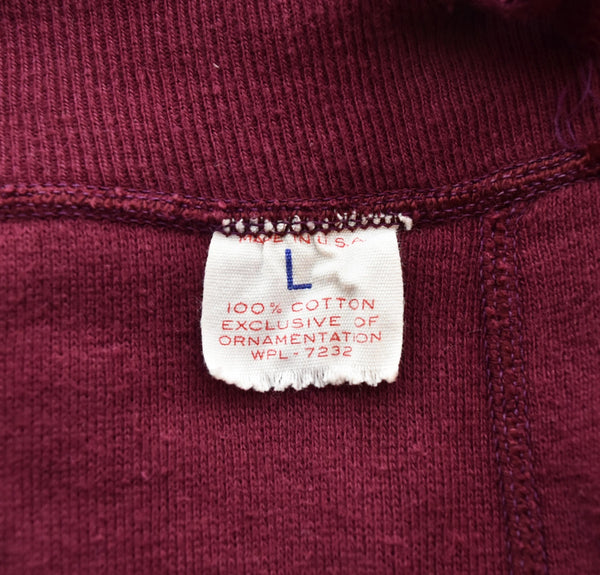 MADE IN U.S.A.
L
100% COTTON
EXCLUSIVE OF
ORNAMENTATION
WPL-7232